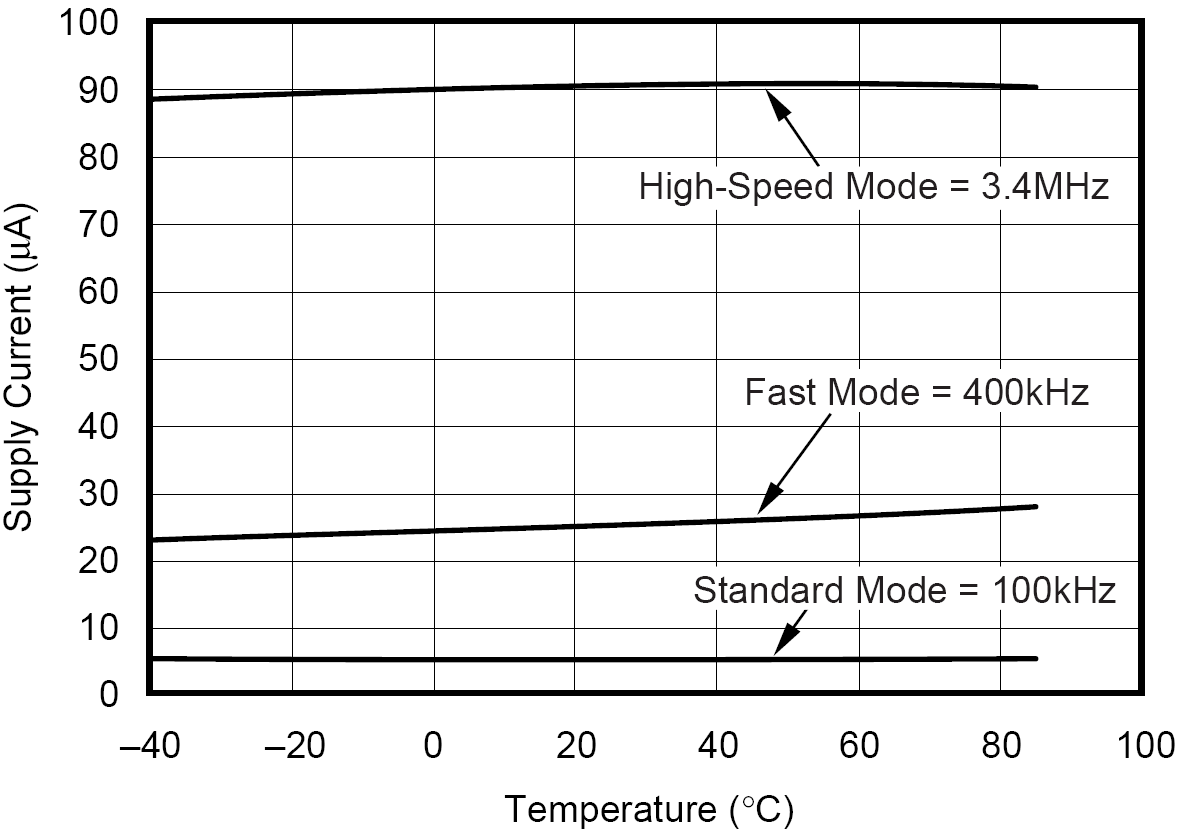 100
90
80
70
60
50
40
30
20
10
0
Supply Current (μA)
High-Speed Mode = 3.4MHz
Fast Mode = 400kHz
Standard Mode = 100kHz
–40 –20 0 20 40 60 80 100
Temperature (°C)